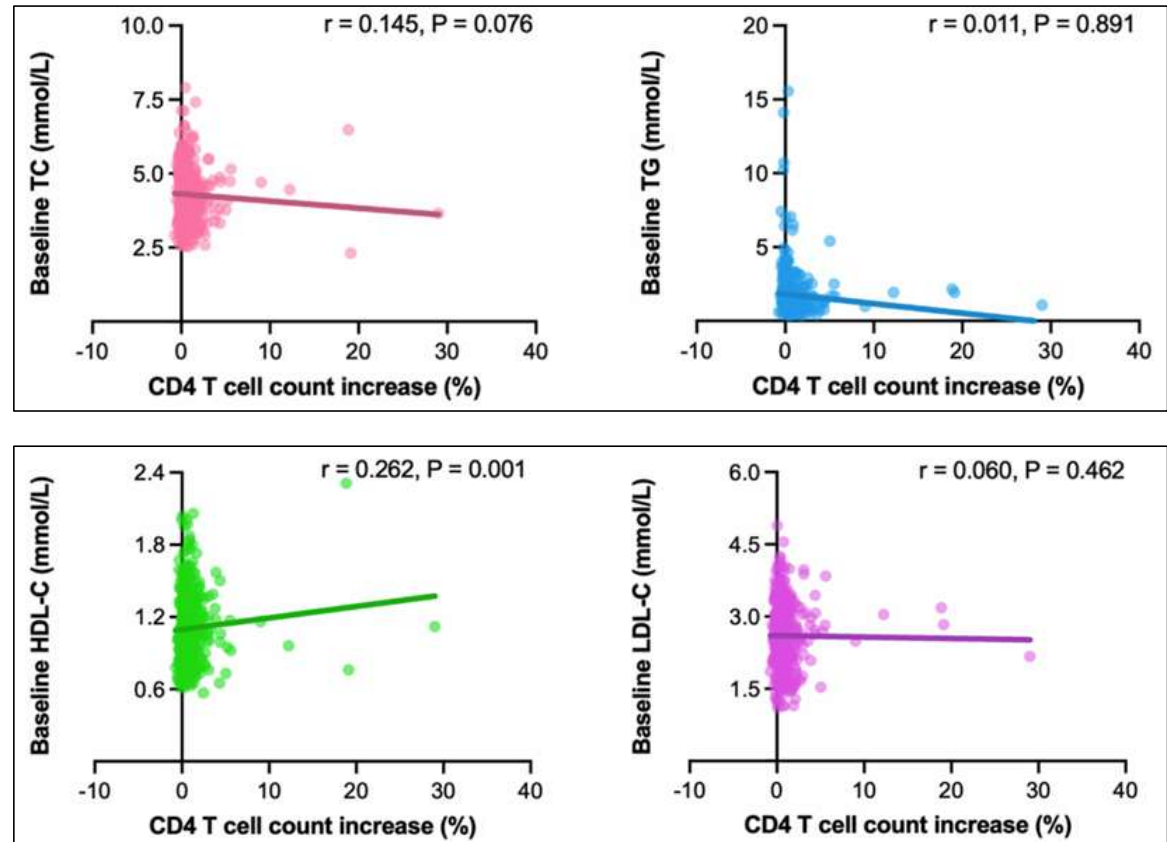 r = 0.145, P = 0.076
Baseline TC (mmol/L)
10.0
7.5
5.0
2.5
-10 0 10 20 30 40
CD4 T cell count increase (%)
r = 0.011, P = 0.891
Baseline TG (mmol/L)
20
15
10
5
-10 0 10 20 30 40
CD4 T cell count increase (%)
r = 0.262, P = 0.001
Baseline HDL-C (mmol/L)
2.4
1.8
1.2
0.6
-10 0 10 20 30 40
CD4 T cell count increase (%)
r = 0.060, P = 0.462
Baseline LDL-C (mmol/L)
6.0
4.5
3.0
1.5
-10 0 10 20 30 40
CD4 T cell count increase (%)